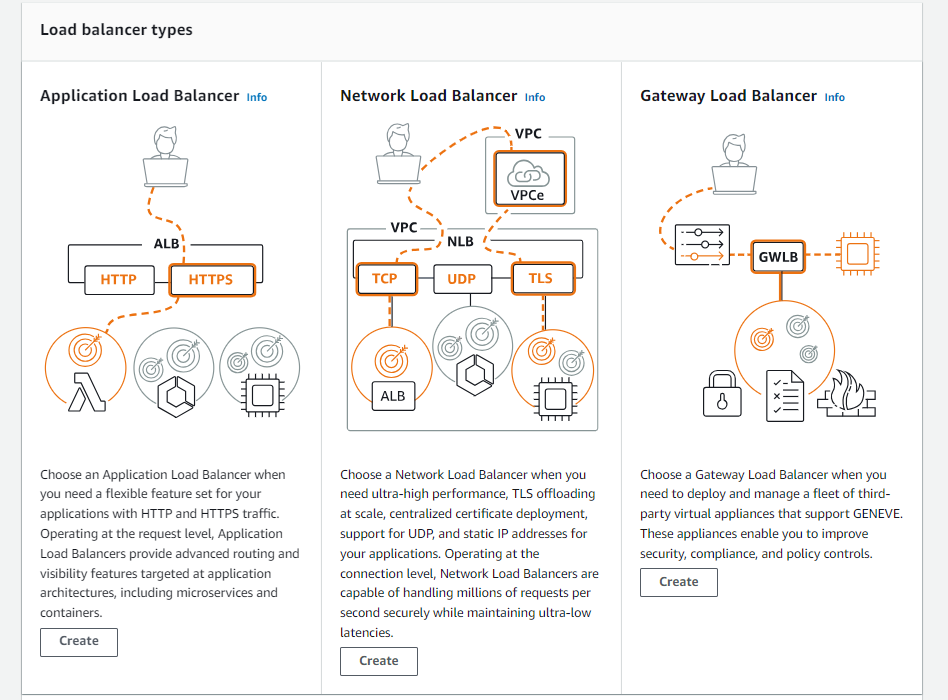 Load balancer types
Application Load Balancer Info
ALB
HTTP
HTTPS
Choose an Application Load Balancer when
you need a flexible feature set for your
applications with HTTP and HTTPS traffic.
Operating at the request level, Application
Load Balancers provide advanced routing and
visibility features targeted at application
architectures, including microservices and
containers.
Create
Network Load Balancer Info
VPC
VPCe
VPC
NLB
TCP
UDP
TLS
ALB
Choose a Network Load Balancer when you
need ultra-high performance, TLS offloading
at scale, centralized certificate deployment,
support for UDP, and static IP addresses for
your applications. Operating at the
connection level, Network Load Balancers are
capable of handling millions of requests per
second securely while maintaining ultra-low
latencies.
Create
Gateway Load Balancer Info
GWLB
Choose a Gateway Load Balancer when you
need to deploy and manage a fleet of third-
party virtual appliances that support GENEVE.
These appliances enable you to improve
security, compliance, and policy controls.
Create